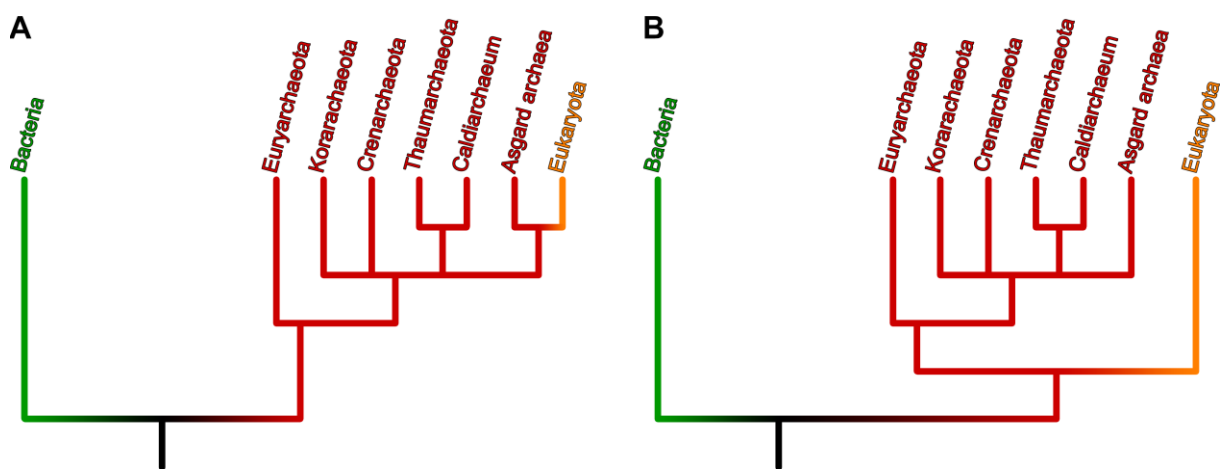 A
Bacteria
Euryarchaeota
Korarachaeota
Crenarchaeota
Thaumarchaeota
Caldiarchaeum
Asgard archaea
Eukaryota
B
Bacteria
Euryarchaeota
Korarachaeota
Crenarchaeota
Thaumarchaeota
Caldiarchaeum
Asgard archaea
Eukaryota